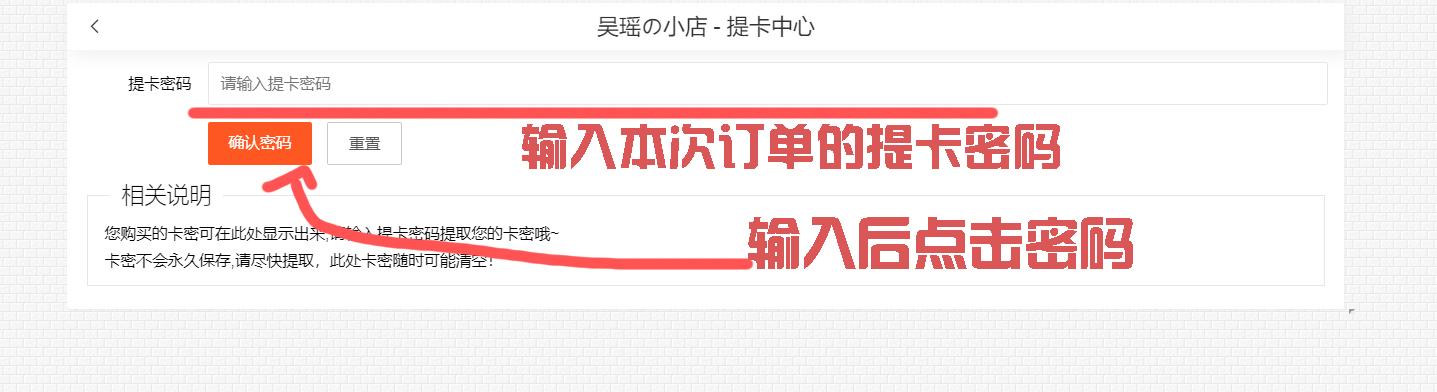 吴瑶の小店 - 提卡中心
提卡密码
请输入提卡密码
确认密码
重置
输入本次订单的提卡密码
相关说明
您购买的卡密可在此处显示出来,请输入提卡密码提取您的卡密哦~
输入后点击密码
卡密不会永久保存,请尽快提取，此处卡密随时可能清空！